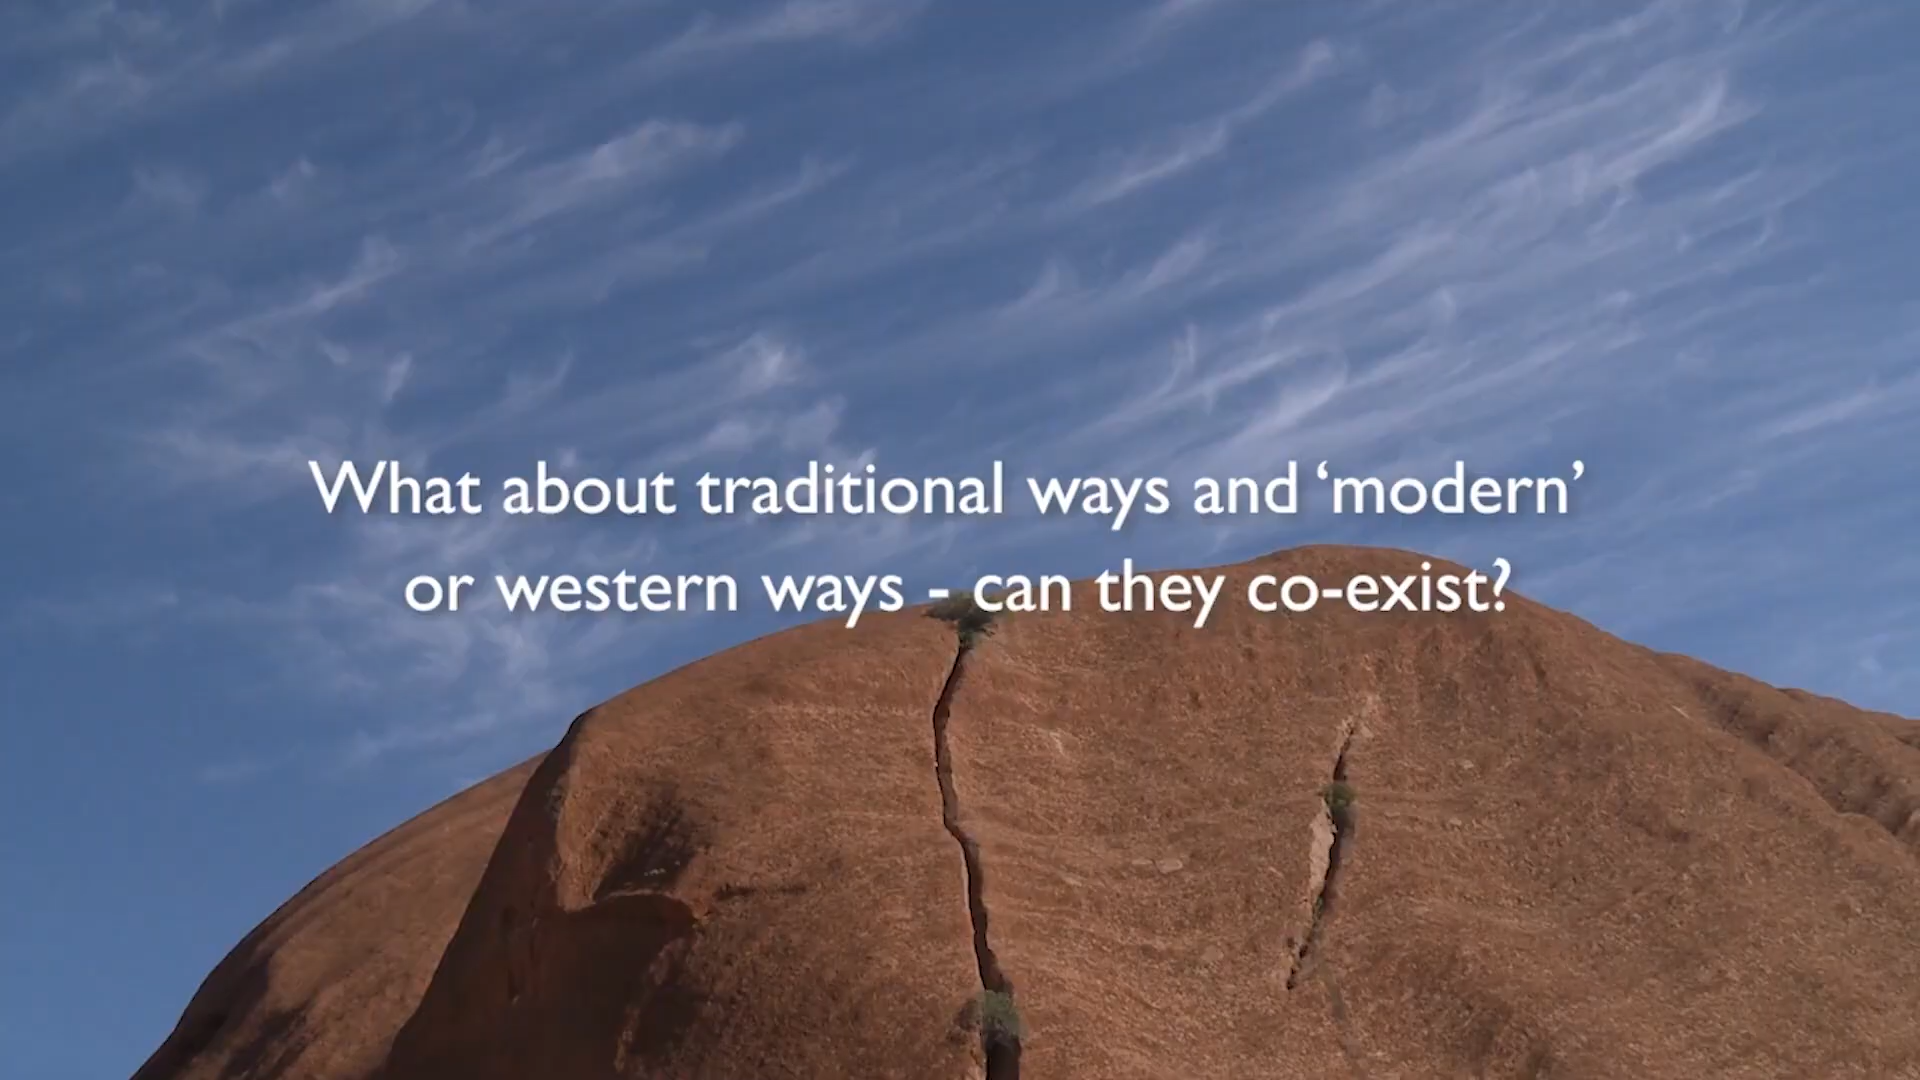 What about traditional ways and ‘modern’
or western ways - can they co-exist?